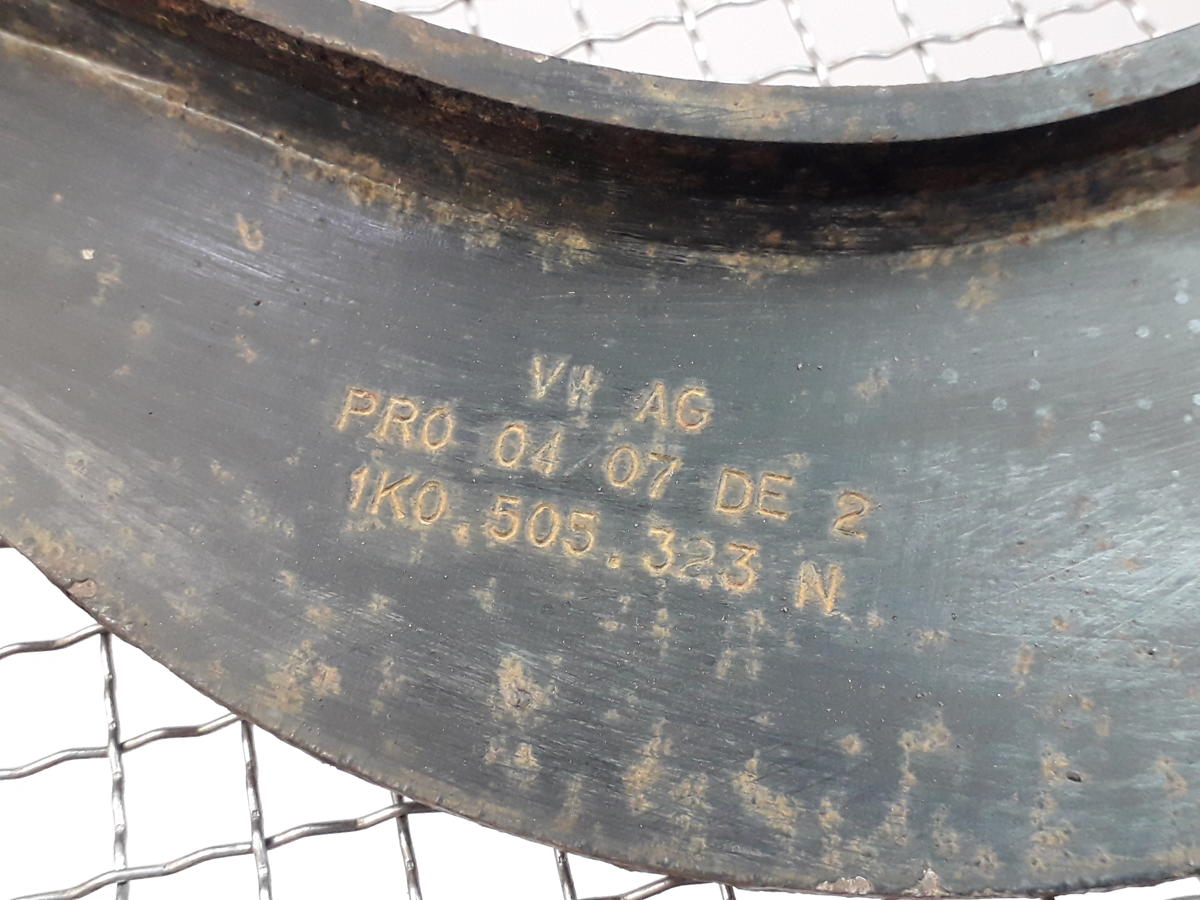 VW AG
PRO 04/07 DE 2
1K0.505.323 N